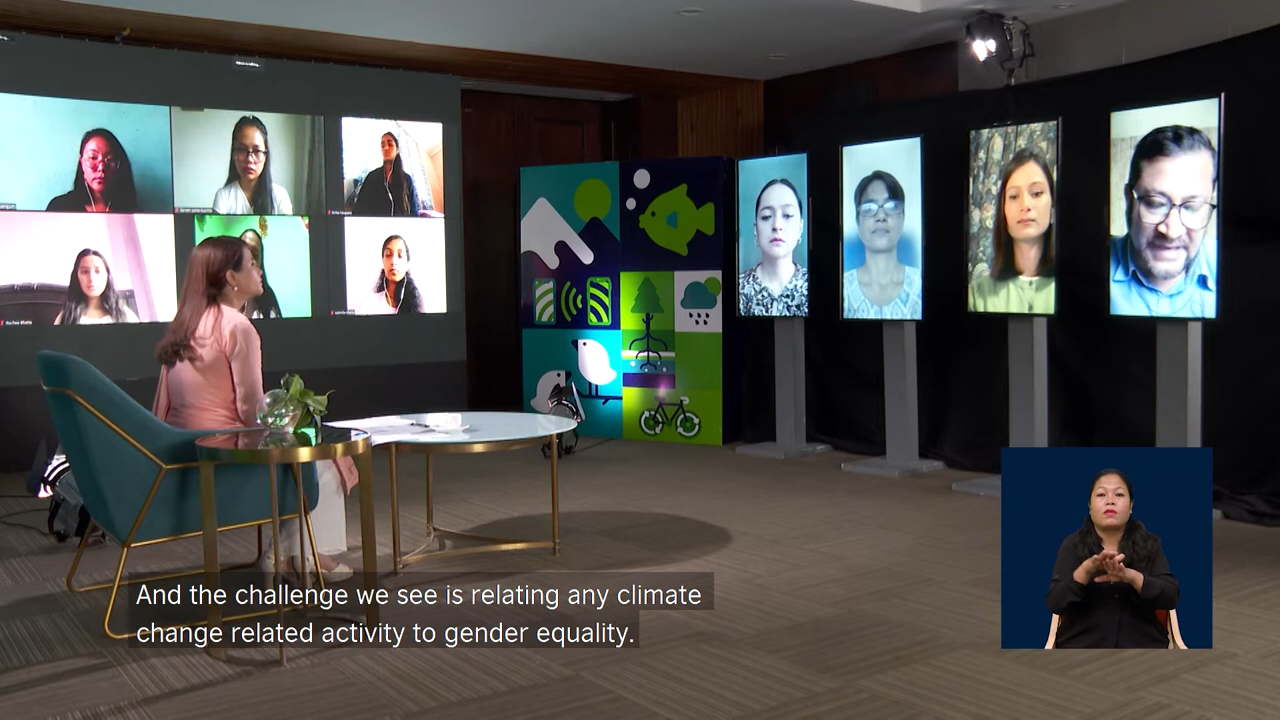 And the challenge we see is relating any climate
change related activity to gender equality.